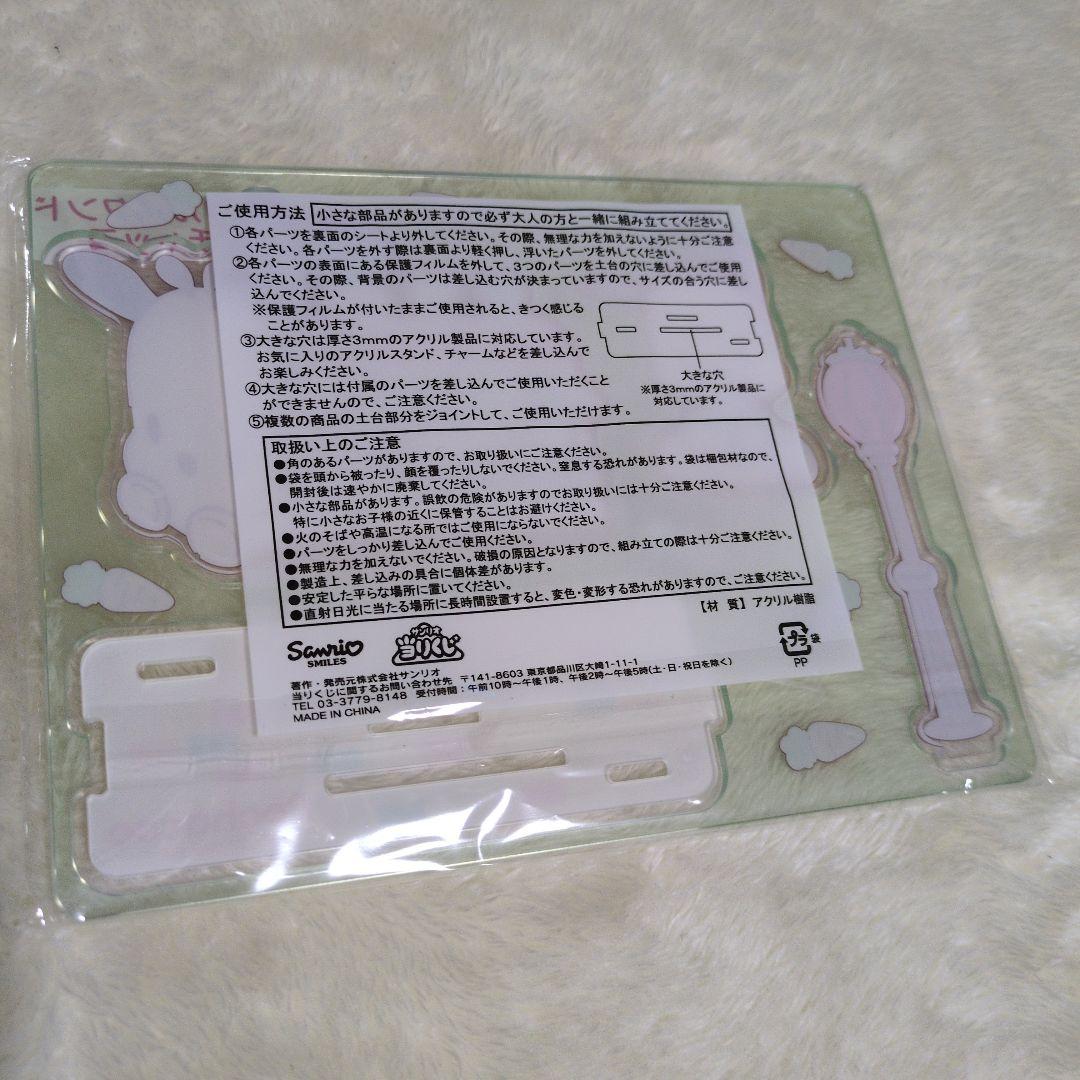 ご使用方法 小さな部品がありますので必ず大人の方と一緒に組み立ててください。
①各パーツを裏面のシートより外してください。その際、無理な力を加えないように十分ご注意
ください。各パーツを外す際は裏面より軽く押し、浮いたパーツを外してください。
②各パーツの表面にある保護フィルムを外して、3つのパーツを土台の穴に差し込んでご使用
ください。その際、背景のパーツは差し込む穴が決まっていますので、サイズの合う穴に差し
込んでください。
※保護フィルムが付いたままご使用されると、きつく感じる
ことがあります。
③大きな穴は厚さ3mmのアクリル製品に対応しています。
お気に入りのアクリルスタンド、チャームなどを差し込んで
お楽しみください。
④大きな穴には付属のパーツを差し込んでご使用いただくこと
ができませんので、ご注意ください。
⑤複数の商品の土台部分をジョイントして、ご使用いただけます。
大きな穴
※厚さ3mmのアクリル製品に
対応しています。
取扱い上のご注意
●角のあるパーツがありますので、お取り扱いにご注意ください。
●袋を頭から被ったり、顔を覆ったりしないでください。窒息する恐れがあります。袋は梱包材なので、
開封後は速やかに廃棄してください。
●小さな部品があります。誤飲の危険がありますのでお取り扱いには十分ご注意ください。
特に小さなお子様の近くに保管することはお避けください。
●火のそばや高温になる所ではご使用にならないでください。
●パーツをしっかり差し込んでご使用ください。
●無理な力を加えないでください。破損の原因となりますので、組み立ての際は十分ご注意ください。
●製造上、差し込みの具合に個体差があります。
●安定した平らな場所に置いてください。
●直射日光に当たる場所に長時間設置すると、変色・変形する恐れがありますので、ご注意ください。
【材 質】アクリル樹脂
Sanrio
SMILES
サンリオ
当りくじ
プラ 袋
PP
著作・発売元株式会社サンリオ 〒141-8603 東京都品川区大崎1-11-1
当りくじに関するお問い合わせ先
TEL 03-3779-8148 受付時間:午前10時〜午後1時、午後2時〜午後5時(土・日・祝日を除く)
MADE IN CHINA